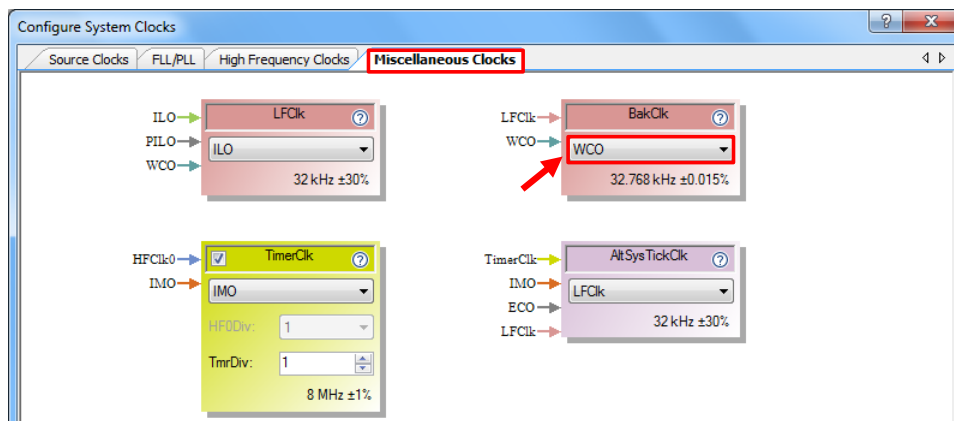 Configure System Clocks
?
x
Source Clocks
FLL/PLL
High Frequency Clocks
Miscellaneous Clocks
ILO
PILO
WCO
LFClk
?
ILO
32 kHz ±30%
LFClk
WCO
BakClk
?
WCO
32.768 kHz ±0.015%
HFClk0
IMO
TimerClk
?
IMO
HF0Div:
1
TmrDiv:
1
8 MHz ±1%
TimerClk
IMO
ECO
LFClk
AltSysTickClk
?
LFClk
32 kHz ±30%